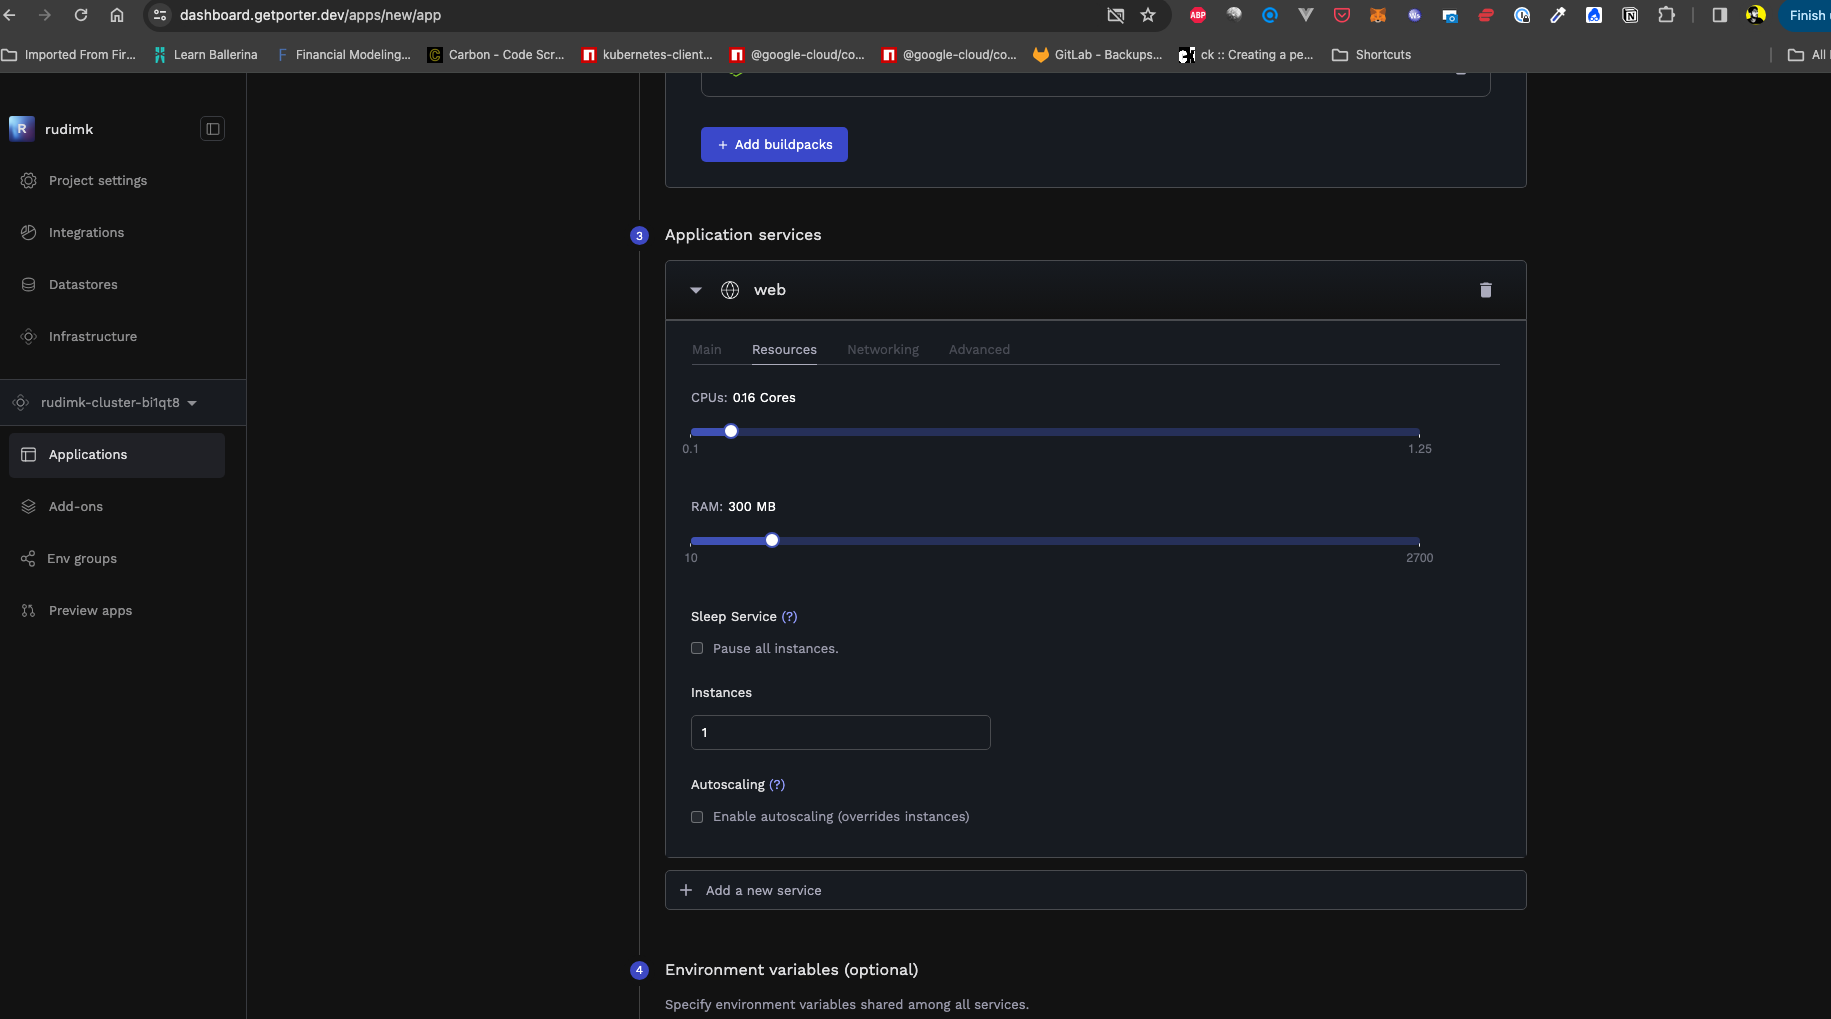 dashboard.getporter.dev/apps/new/app
ABP
Finish
Imported From Fir...
Learn Ballerina
F Financial Modeling...
Carbon - Code Scr...
kubernetes-client...
@google-cloud/co...
@google-cloud/co...
GitLab - Backups...
ck :: Creating a pe...
Shortcuts
All
R rudimk
Project settings
Integrations
Datastores
Infrastructure
rudimk-cluster-bi1qt8
Applications
Add-ons
Env groups
Preview apps
+ Add buildpacks
3 Application services
web
Main Resources Networking Advanced
CPUs: 0.16 Cores
0.1 1.25
RAM: 300 MB
10 2700
Sleep Service (?)
Pause all instances.
Instances
1
Autoscaling (?)
Enable autoscaling (overrides instances)
+ Add a new service
4 Environment variables (optional)
Specify environment variables shared among all services.